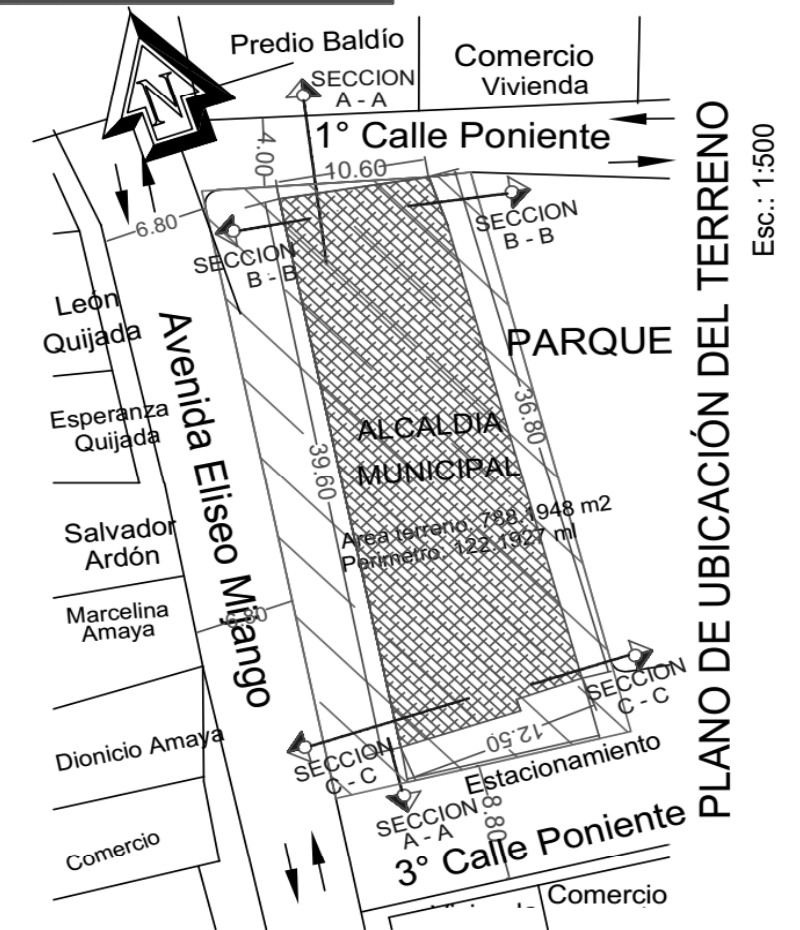 Predio Baldío
Comercio
Vivienda
N
SECCION
A - A
1° Calle Poniente
4.00
10.60
6.80
SECCION
B - B
SECCION
B - B
León
Quijada
PARQUE
Avenida Eliseo Mijango
Esperanza
Quijada
36.80
39.60
ALCALDIA
MUNICIPAL
Area terreno: 788.1948 m2
Perimetro: 122.1927 ml
Salvador
Ardón
Marcelina
Amaya
Dionicio Amaya
SECCION
C - C
SECCION
C - C
12.50
Estacionamiento
SECCION
A - A
8.80
3° Calle Poniente
Comercio
Comercio
PLANO DE UBICACIÓN DEL TERRENO
Esc.: 1:500